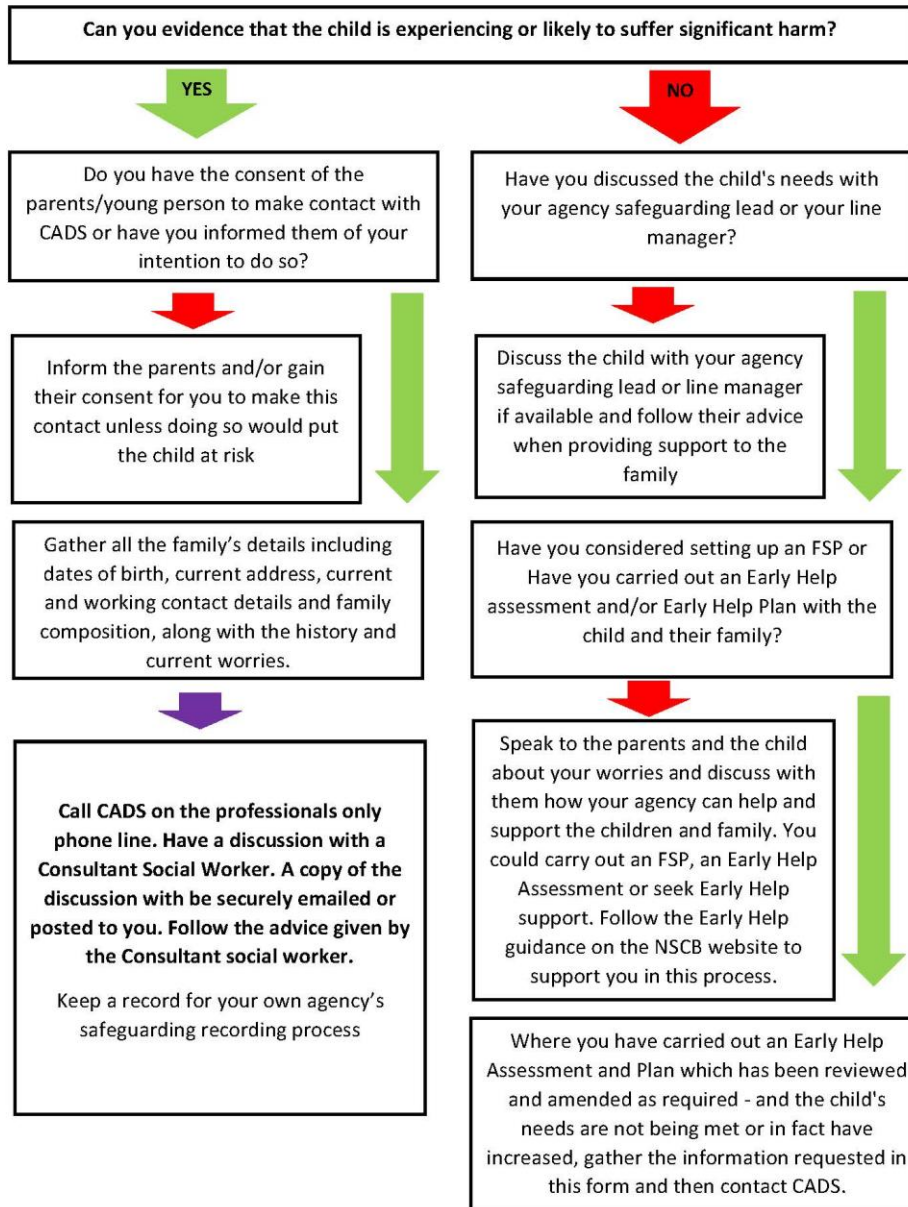 Can you evidence that the child is experiencing or likely to suffer significant harm?
YES
Do you have the consent of the
parents/young person to make contact with
CADS or have you informed them of your
intention to do so?
Inform the parents and/or gain
their consent for you to make this
contact unless doing so would put
the child at risk
Gather all the family’s details including
dates of birth, current address, current
and working contact details and family
composition, along with the history and
current worries.
Call CADS on the professionals only
phone line. Have a discussion with a
Consultant Social Worker. A copy of the
discussion with be securely emailed or
posted to you. Follow the advice given by
the Consultant social worker.
Keep a record for your own agency’s
safeguarding recording process
NO
Have you discussed the child's needs with
your agency safeguarding lead or your line
manager?
Discuss the child with your agency
safeguarding lead or line manager
if available and follow their advice
when providing support to the
family
Have you considered setting up an FSP or
Have you carried out an Early Help
assessment and/or Early Help Plan with the
child and their family?
Speak to the parents and the child
about your worries and discuss with
them how your agency can help and
support the children and family. You
could carry out an FSP, an Early Help
Assessment or seek Early Help
support. Follow the Early Help
guidance on the NSCB website to
support you in this process.
Where you have carried out an Early Help
Assessment and Plan which has been reviewed
and amended as required - and the child's
needs are not being met or in fact have
increased, gather the information requested in
this form and then contact CADS.